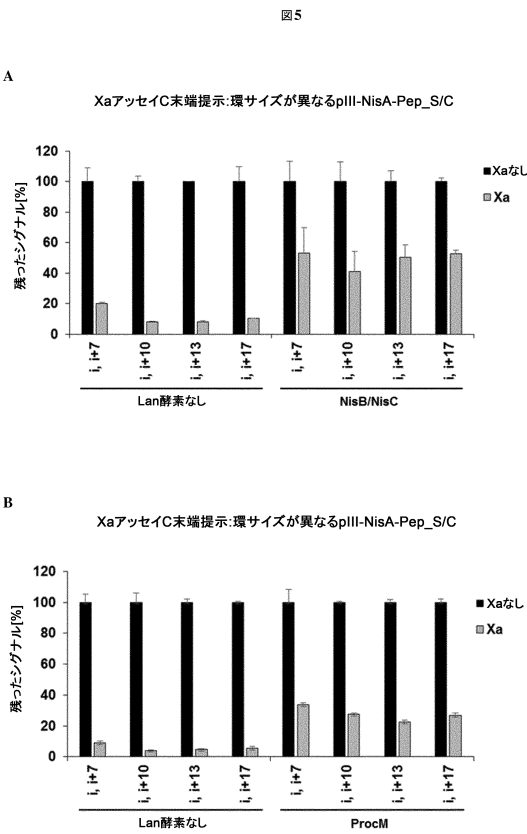 図5
A
XaアッセイC末端提示:環サイズが異なるpIII-NisA-Pep_S/C
残ったシグナル[%]
120
100
80
60
40
20
0
Xaなし
Xa
i, i+7
i, i+10
i, i+13
i, i+17
i, i+7
i, i+10
i, i+13
i, i+17
Lan酵素なし
NisB/NisC
B
XaアッセイC末端提示:環サイズが異なるpIII-NisA-Pep_S/C
残ったシグナル[%]
120
100
80
60
40
20
0
Xaなし
Xa
i, i+7
i, i+10
i, i+13
i, i+17
i, i+7
i, i+10
i, i+13
i, i+17
Lan酵素なし
ProcM